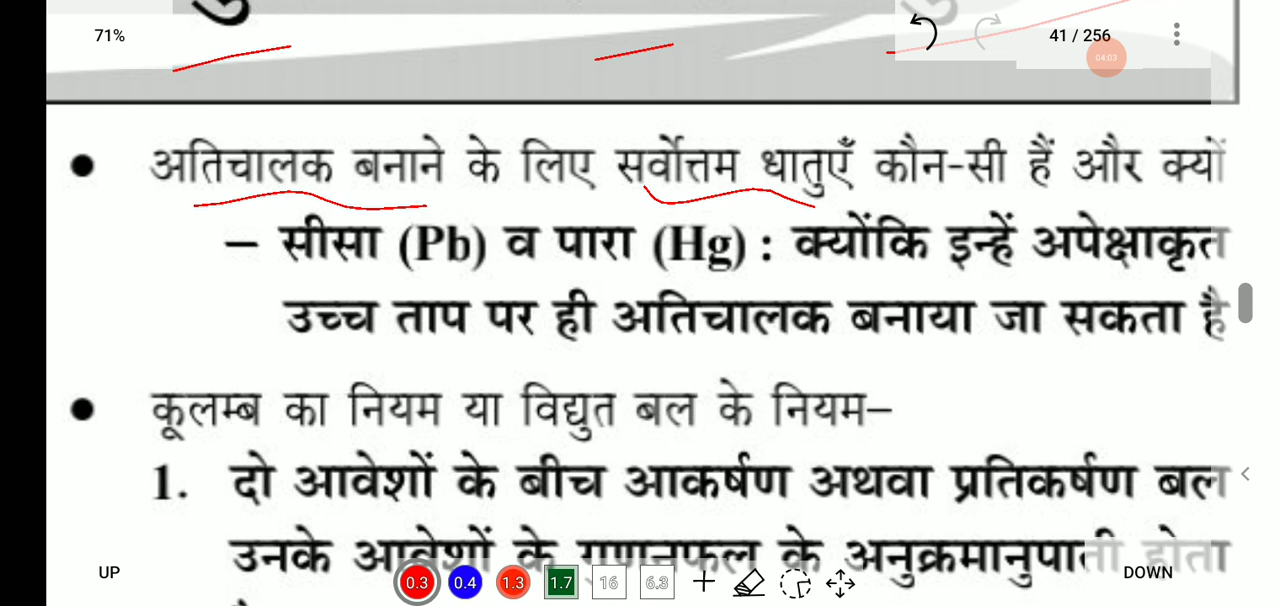 71%
41 / 256
04:03
● अतिचालक बनाने के लिए सर्वोत्तम धातुएँ कौन-सी हैं और क्यों
– सीसा (Pb) व पारा (Hg) : क्योंकि इन्हें अपेक्षाकृत
उच्च ताप पर ही अतिचालक बनाया जा सकता है
● कूलम्ब का नियम या विद्युत बल के नियम–
1. दो आवेशों के बीच आकर्षण अथवा प्रतिकर्षण बल
उनके आवेशों के गुणनफल के अनुक्रमानुपाती होता
UP
0.3 0.4 1.3 1.7 16 6.3
DOWN